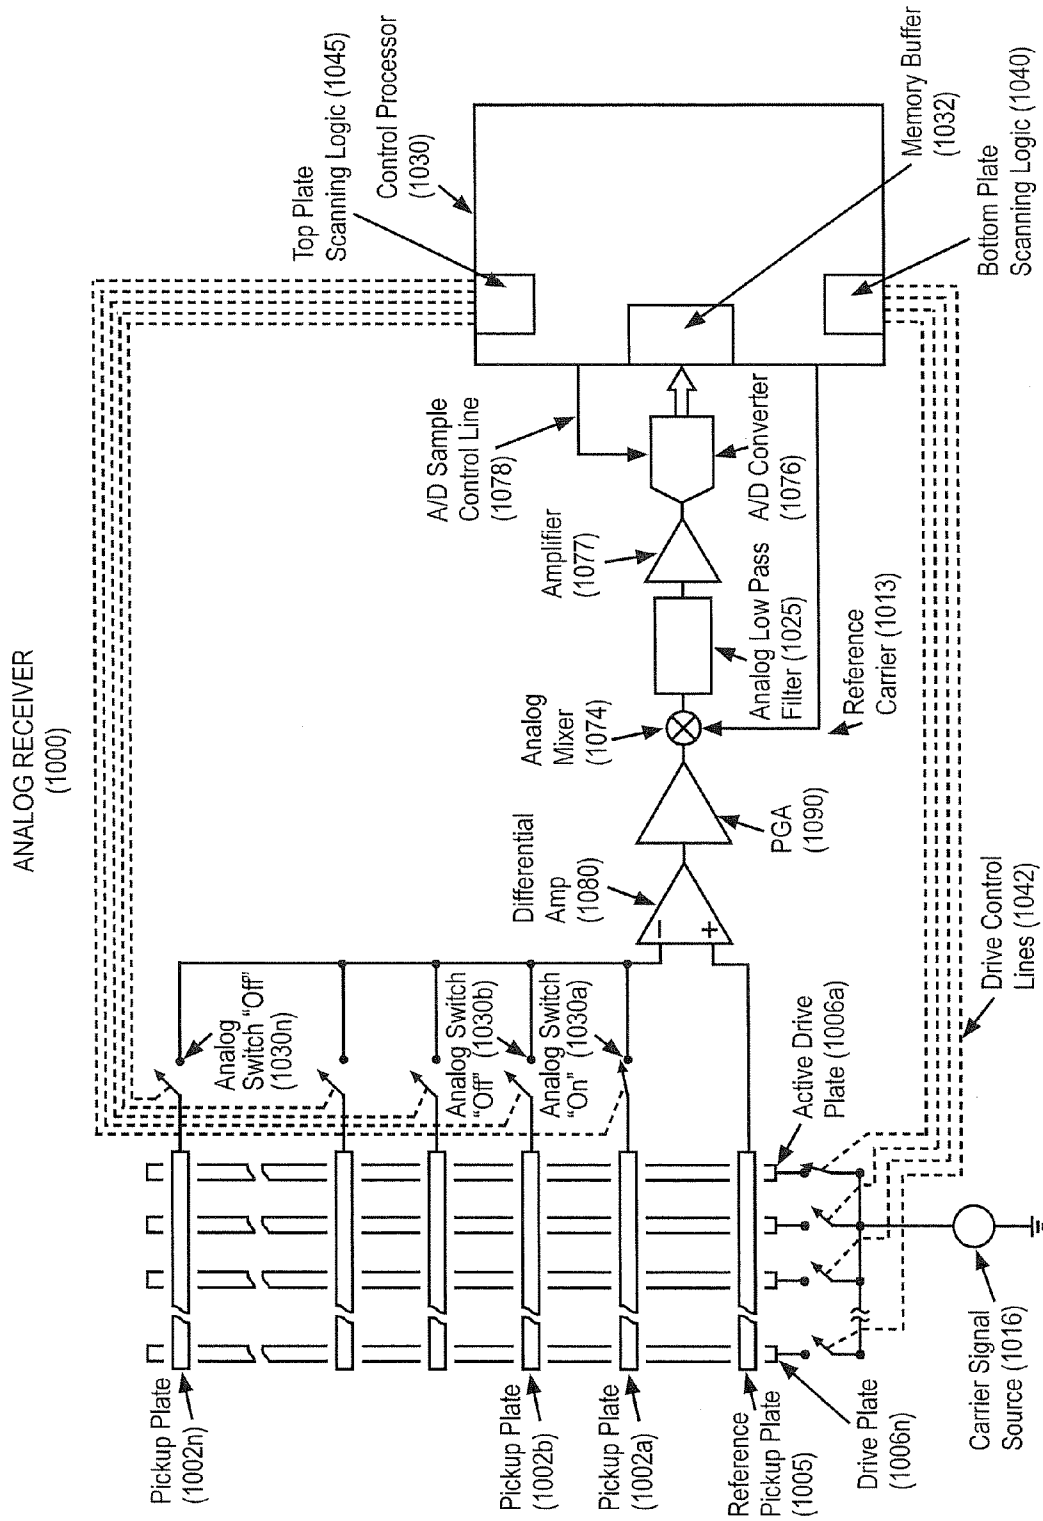 ANALOG RECEIVER
(1000)
Top Plate
Scanning Logic (1045)
Control Processor
(1030)
Memory Buffer
(1032)
Bottom Plate
Scanning Logic (1040)
A/D Sample
Control Line
(1078)
A/D Converter
(1076)
Amplifier
(1077)
Analog Low Pass
Filter (1025)
Analog
Mixer
(1074)
Reference
Carrier (1013)
Differential
Amp
(1080)
PGA
(1090)
−
+
Drive Control
Lines (1042)
Analog
Switch "Off"
(1030n)
Analog Switch
"Off" (1030b)
Analog Switch
"On" (1030a)
Active Drive
Plate (1006a)
Pickup Plate
(1002n)
Pickup Plate
(1002b)
Pickup Plate
(1002a)
Reference
Pickup Plate
(1005)
Drive Plate
(1006n)
Carrier Signal
Source (1016)